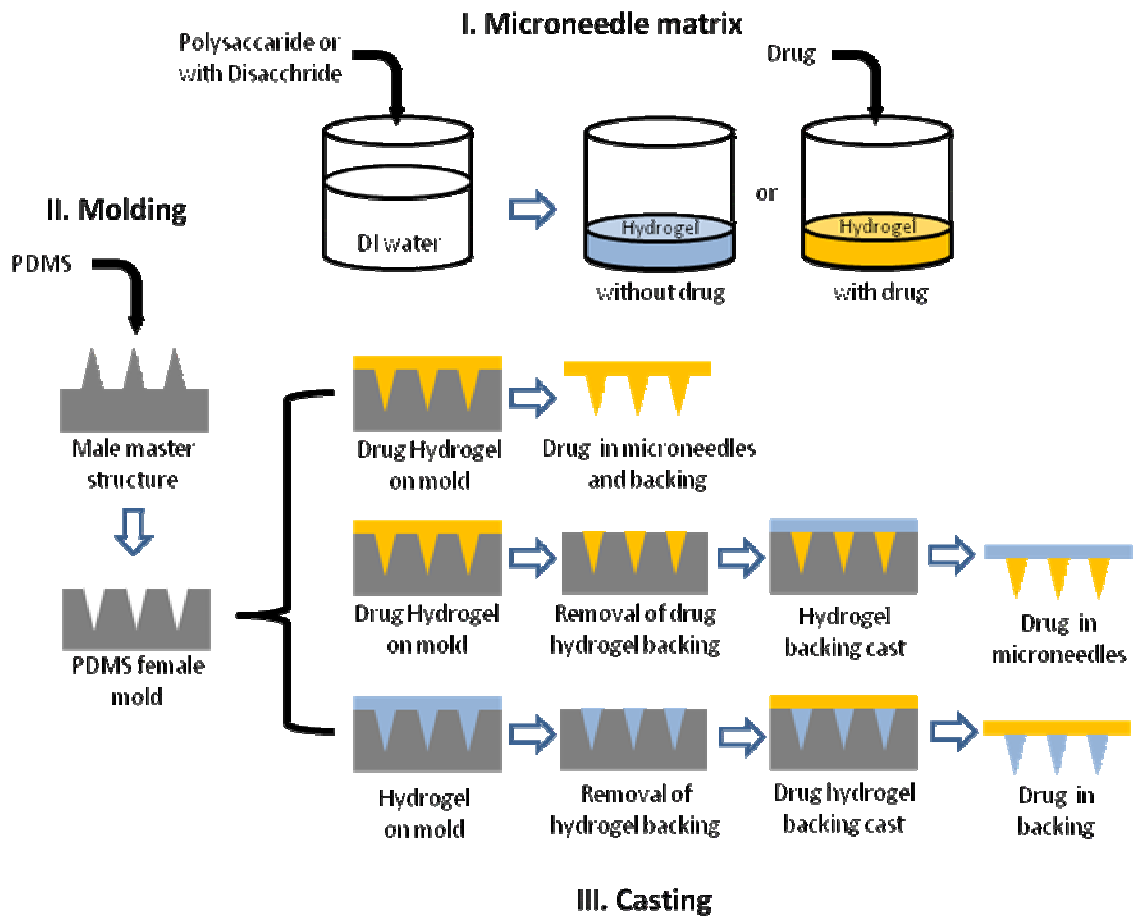 I. Microneedle matrix
Polysaccaride or
with Disacchride
DI water
Hydrogel
without drug
or
Drug
Hydrogel
with drug
II. Molding
PDMS
Male master
structure
PDMS female
mold
Drug Hydrogel
on mold
Drug in microneedles
and backing
Drug Hydrogel
on mold
Removal of drug
hydrogel backing
Hydrogel
backing cast
Drug in
microneedles
Hydrogel
on mold
Removal of
hydrogel backing
Drug hydrogel
backing cast
Drug in
backing
III. Casting